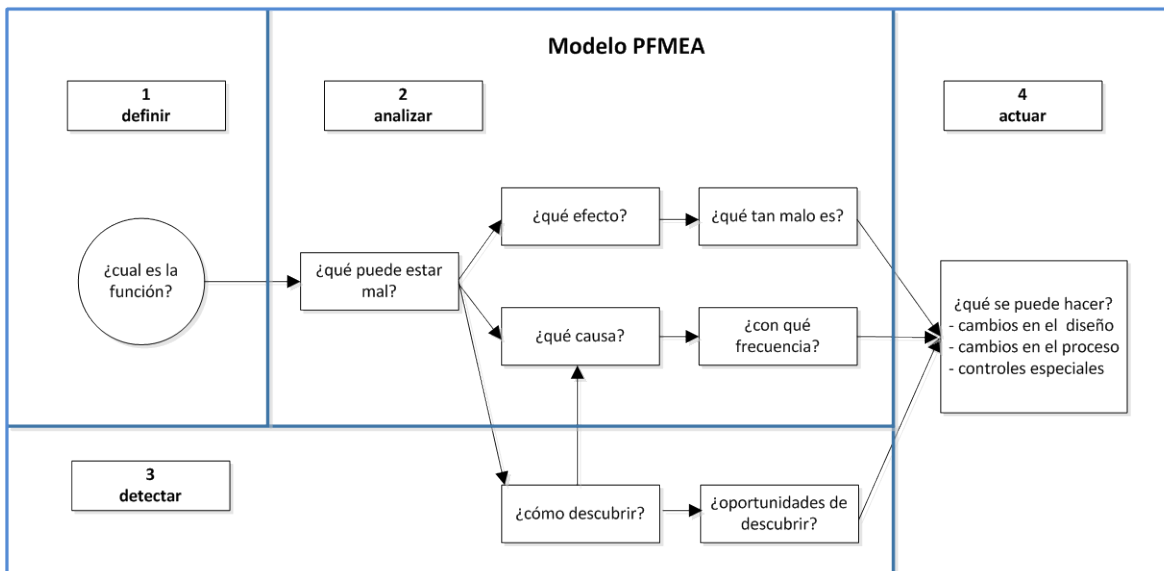 Modelo PFMEA
1
definir
2
analizar
4
actuar
¿cual es la
función?
¿qué puede estar
mal?
¿qué efecto?
¿qué tan malo es?
¿qué causa?
¿con qué
frecuencia?
¿qué se puede hacer?
- cambios en el  diseño
- cambios en el proceso
- controles especiales
3
detectar
¿cómo descubrir?
¿oportunidades de
descubrir?